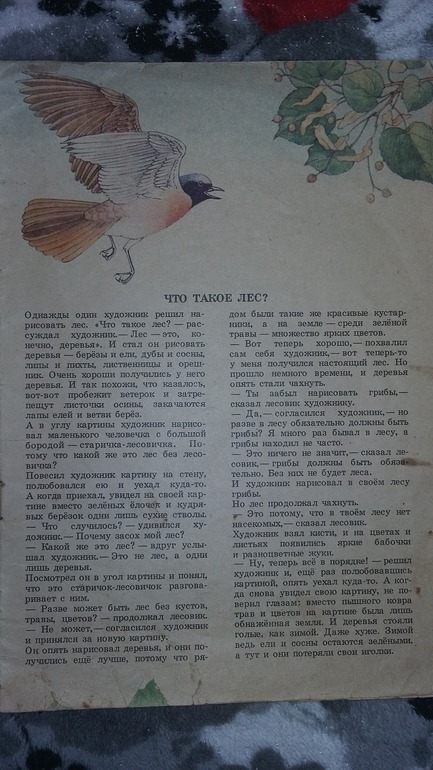 ЧТО ТАКОЕ ЛЕС?
Однажды один художник решил на-
рисовать лес. «Что такое лес? — рас-
суждал художник.— Лес — это, ко-
нечно, деревья». И стал он рисовать
деревья — берёзы и ели, дубы и сосны,
липы и пихты, лиственницы и ореш-
ник. Очень хороши получились у него
деревья. И так похожи, что казалось,
вот-вот пробежит ветерок и затре-
пещут листочки осины, закачаются
лапы елей и ветви берёз.
А в углу картины художник нарисо-
вал маленького человечка с большой
бородой — старичка-лесовичка. По-
тому что какой же это лес без лесо-
вичка?
Повесил художник картину на стену,
полюбовался ею и уехал куда-то.
А когда приехал, увидел на своей кар-
тине вместо зелёных ёлочек и кудря-
вых берёзок одни лишь сухие стволы.
— Что случилось? — удивился ху-
дожник.— Почему засох мой лес?
— Какой же это лес? — вдруг услы-
шал художник.— Это не лес, а одни
лишь деревья.
Посмотрел он в угол картины и понял,
что это старичок-лесовичок разгова-
ривает с ним.
— Разве может быть лес без кустов,
травы, цветов? — продолжал лесовик.
— Не может,— согласился художник
и принялся за новую картину.
Он опять нарисовал деревья, и они по-
лучились ещё лучше, потому что ря-
дом были такие же красивые кустар-
ники, а на земле — среди зелёной
травы — множество ярких цветов.
— Вот теперь хорошо,— похвалил
сам себя художник,— вот теперь-то
у меня получился настоящий лес. Но
прошло немного времени, и деревья
опять стали чахнуть.
— Ты забыл нарисовать грибы,—
сказал лесовик художнику.
— Да,— согласился художник,— но
разве в лесу обязательно должны быть
грибы? Я много раз бывал в лесу, а
грибы находил не часто.
— Это ничего не значит,— сказал ле-
совик,— грибы должны быть обяза-
тельно. Без них не будет леса.
И художник нарисовал в своём лесу
грибы.
Но лес продолжал чахнуть.
— Это потому, что в твоём лесу нет
насекомых,— сказал лесовик.
Художник взял кисти, и на цветах и
листьях появились яркие бабочки
и разноцветные жуки.
— Ну, теперь всё в порядке! — решил
художник и, ещё раз полюбовавшись
картиной, опять уехал куда-то. А ког-
да снова увидел свою картину, не по-
верил глазам: вместо пышного ковра
трав и цветов на картине была лишь
обнажённая земля. И деревья стояли
голые, как зимой. Даже хуже. Зимой
ведь ели и сосны остаются зелёными,
а тут и они потеряли свои иголки.